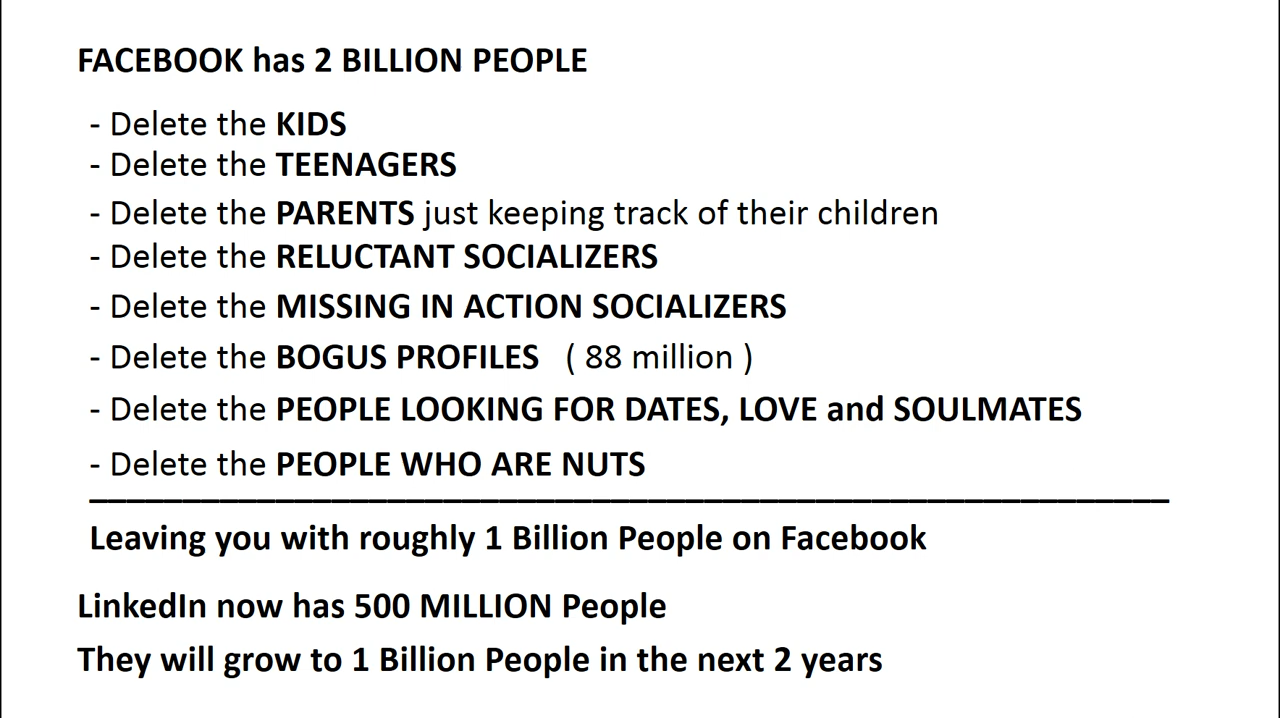 FACEBOOK has 2 BILLION PEOPLE
- Delete the KIDS
- Delete the TEENAGERS
- Delete the PARENTS just keeping track of their children
- Delete the RELUCTANT SOCIALIZERS
- Delete the MISSING IN ACTION SOCIALIZERS
- Delete the BOGUS PROFILES ( 88 million )
- Delete the PEOPLE LOOKING FOR DATES, LOVE and SOULMATES
- Delete the PEOPLE WHO ARE NUTS
Leaving you with roughly 1 Billion People on Facebook
LinkedIn now has 500 MILLION People
They will grow to 1 Billion People in the next 2 years